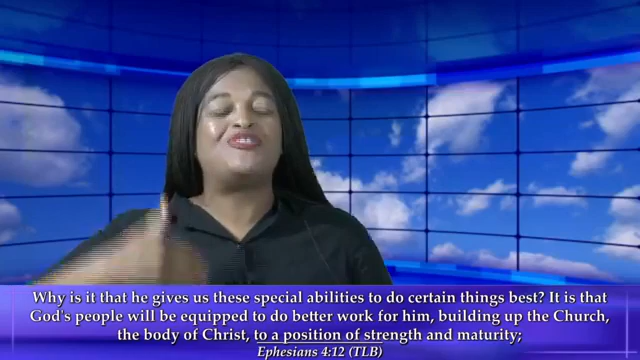 Why is it that he gives us these special abilities to do certain things best? It is that
God's people will be equipped to do better work for him, building up the Church,
the body of Christ, to a position of strength and maturity;
Ephesians 4:12 (TLB)